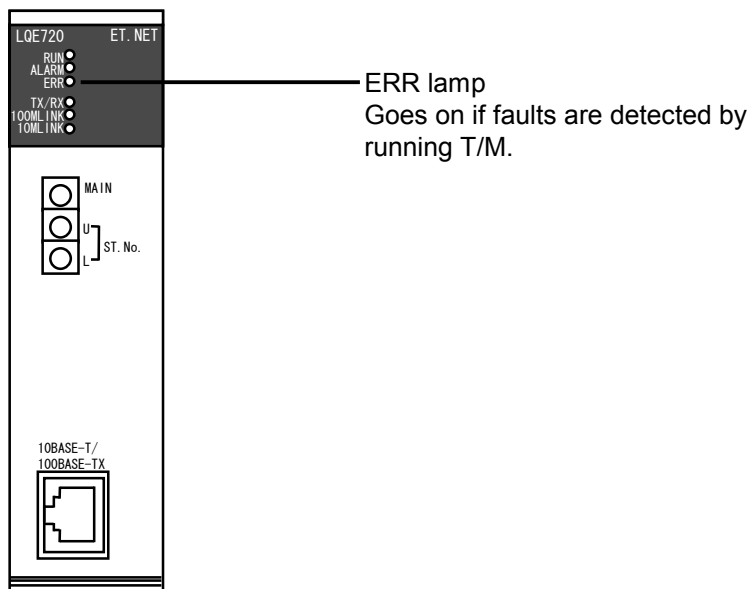 LQE720 ET.NET
RUN
ALARM
ERR
TX/RX
100MLINK
10MLINK
ERR lamp
Goes on if faults are detected by
running T/M.
MAIN
U
ST.No.
L
10BASE-T/
100BASE-TX